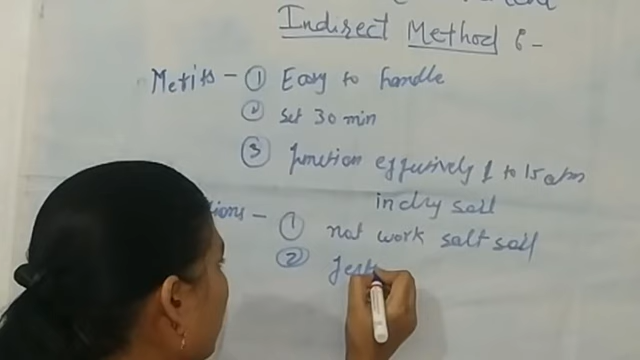 Indirect Method :-
Merits - ① Easy to handle
② Set 30 min
③ function effectively 1 to 15 atm
in dry soil
tions - ① not work salt soil
②